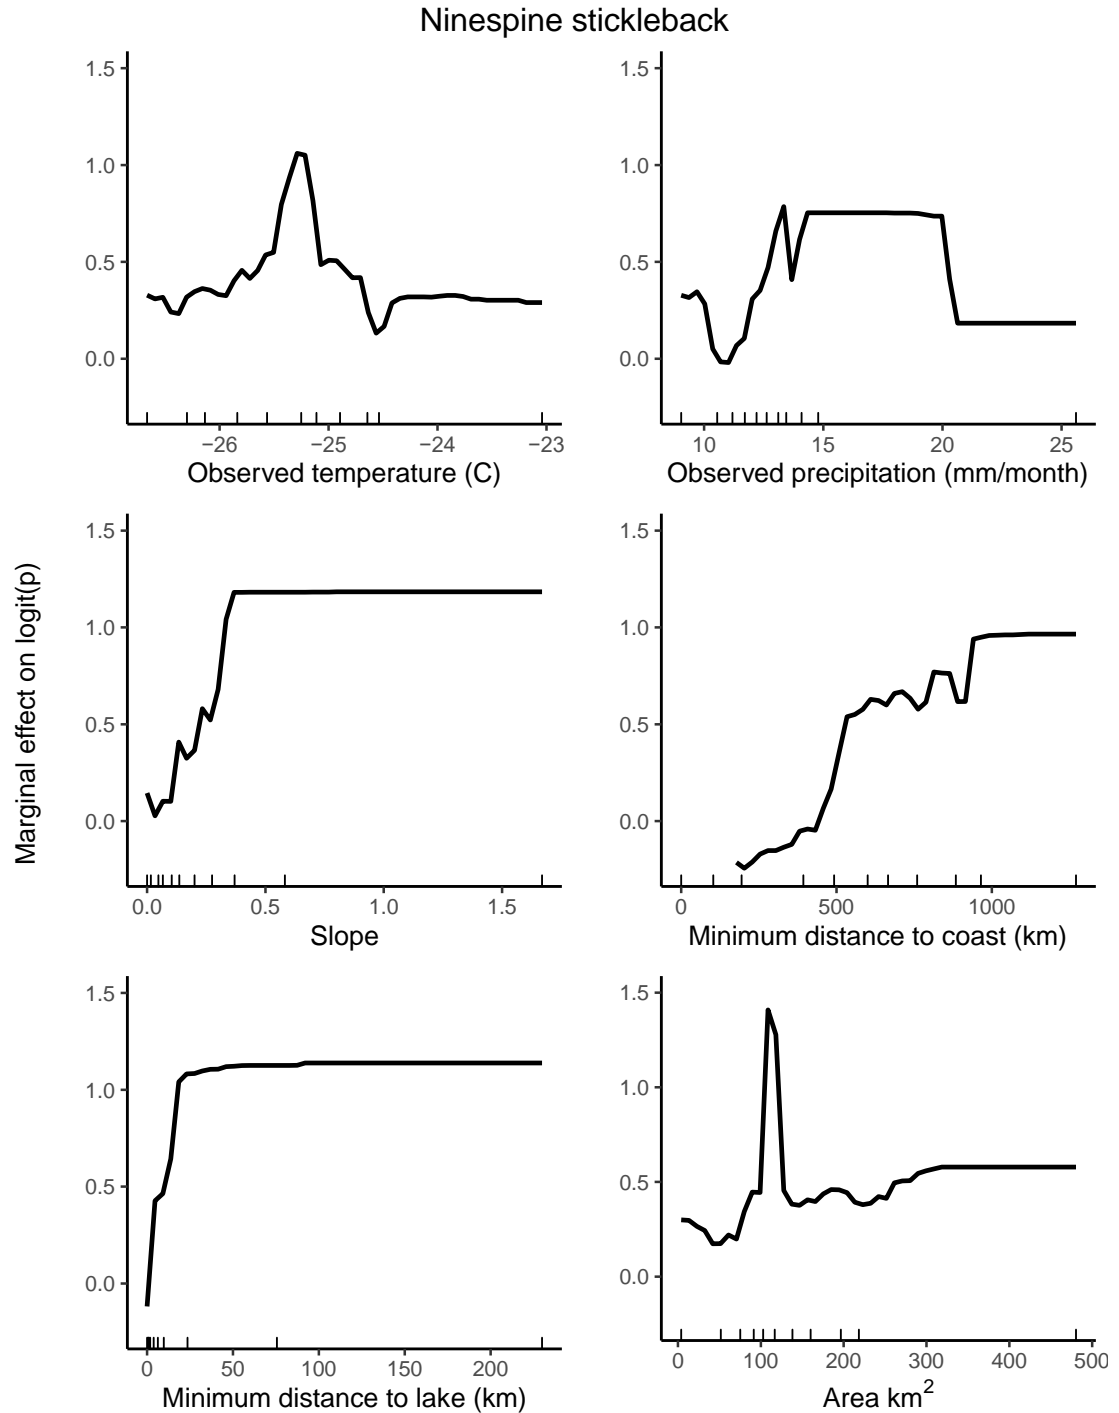 Ninespine stickleback
Marginal effect on logit(p)
1.5
1.0
0.5
0.0
−26 −25 −24 −23
Observed temperature (C)
1.5
1.0
0.5
0.0
10 15 20 25
Observed precipitation (mm/month)
1.5
1.0
0.5
0.0
0.0 0.5 1.0 1.5
Slope
1.5
1.0
0.5
0.0
0 500 1000
Minimum distance to coast (km)
1.5
1.0
0.5
0.0
0 50 100 150 200
Minimum distance to lake (km)
1.5
1.0
0.5
0.0
0 100 200 300 400 500
Area km²